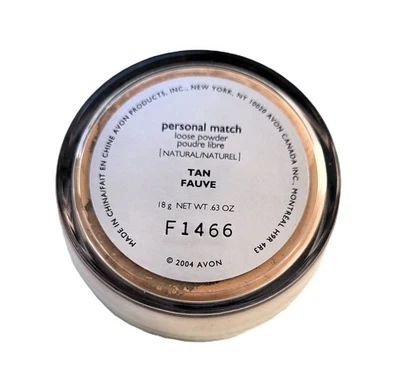 MADE IN CHINA/FAIT EN CHINE AVON PRODUCTS, INC., NEW YORK, NY 10020 AVON CANADA INC. MONTREAL H9R 4R3
personal match
loose powder
poudre libre
[NATURAL/NATUREL]
TAN
FAUVE
18 g NET WT .63 OZ
F1466
© 2004 AVON